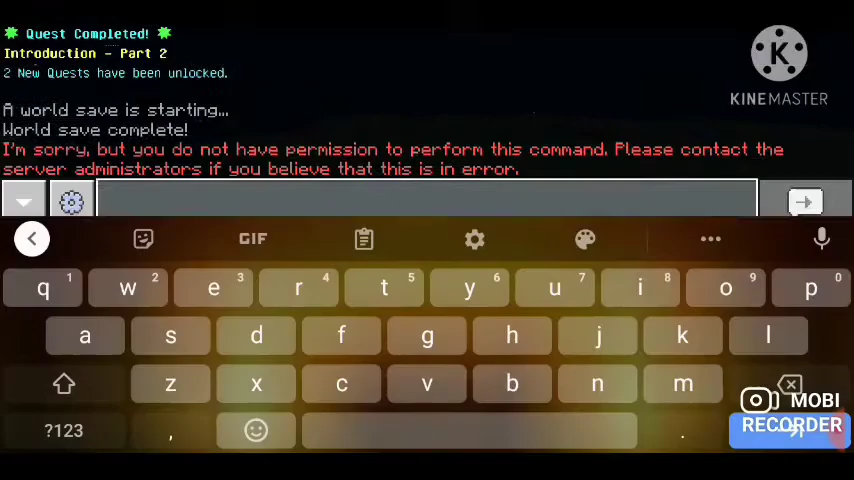 Quest Completed!
Introduction - Part 2
2 New Quests have been unlocked.
K
KINEMASTER
A world save is starting...
World save complete!
I'm sorry, but you do not have permission to perform this command. Please contact the
server administrators if you believe that this is in error.
GIF
q 1 w 2 e 3 r 4 t 5 y 6 u 7 i 8 o 9 p 0
a s d f g h j k l
z x c v b n m
MOBI
RECORDER
?123 , .